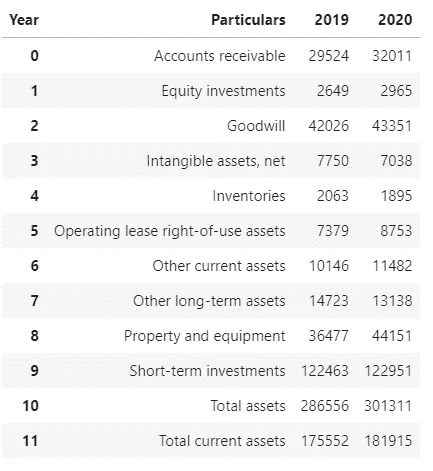 Year Particulars 2019 2020
0 Accounts receivable 29524 32011
1 Equity investments 2649 2965
2 Goodwill 42026 43351
3 Intangible assets, net 7750 7038
4 Inventories 2063 1895
5 Operating lease right-of-use assets 7379 8753
6 Other current assets 10146 11482
7 Other long-term assets 14723 13138
8 Property and equipment 36477 44151
9 Short-term investments 122463 122951
10 Total assets 286556 301311
11 Total current assets 175552 181915